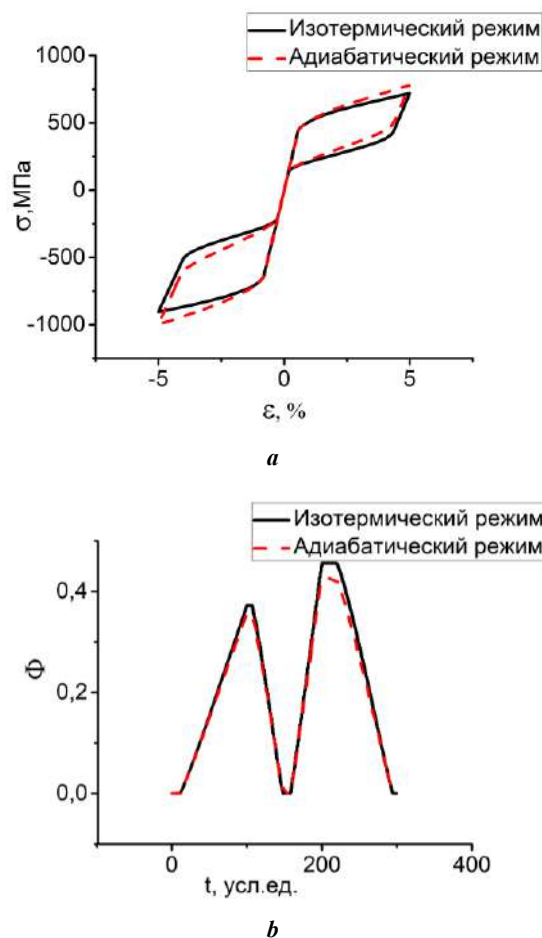 Изотермический режим
Адиабатический режим
1000
500
0
-500
-1000
σ,МПа
-5
0
5
ε, %
a
Изотермический режим
Адиабатический режим
0,4
0,2
0,0
Φ
0
200
400
t, усл.ед.
b